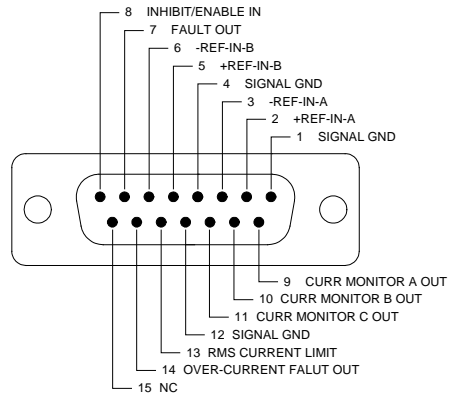 8 INHIBIT/ENABLE IN
7 FAULT OUT
6 -REF-IN-B
5 +REF-IN-B
4 SIGNAL GND
3 -REF-IN-A
2 +REF-IN-A
1 SIGNAL GND
9 CURR MONITOR A OUT
10 CURR MONITOR B OUT
11 CURR MONITOR C OUT
12 SIGNAL GND
13 RMS CURRENT LIMIT
14 OVER-CURRENT FALUT OUT
15 NC